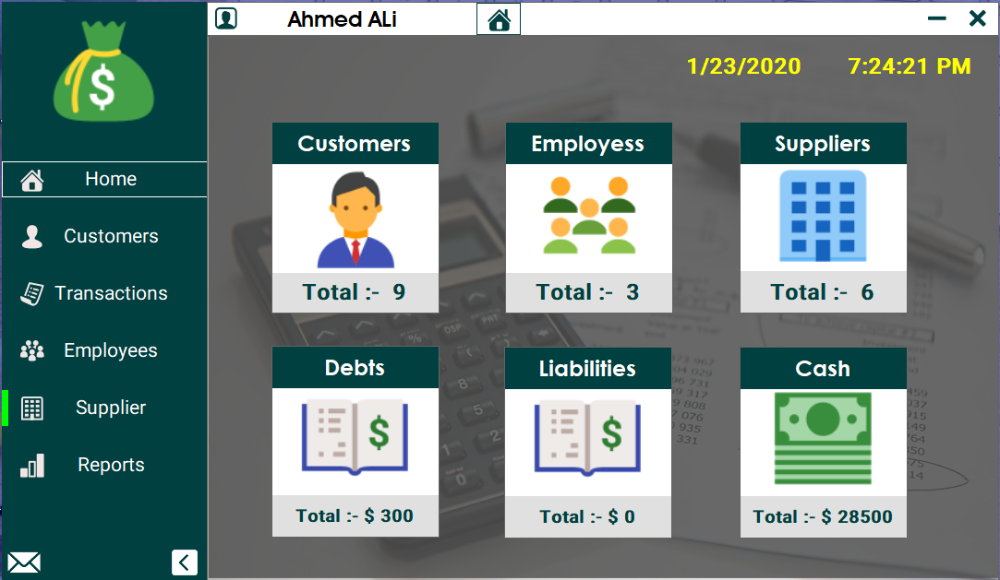 Ahmed ALi
1/23/2020 7:24:21 PM
$
Home
Customers
Transactions
Employees
Supplier
Reports
Customers
Total :- 9
Employess
Total :- 3
Suppliers
Total :- 6
Debts
$
Total :- $ 300
Liabilities
$
Total :- $ 0
Cash
Total :- $ 28500